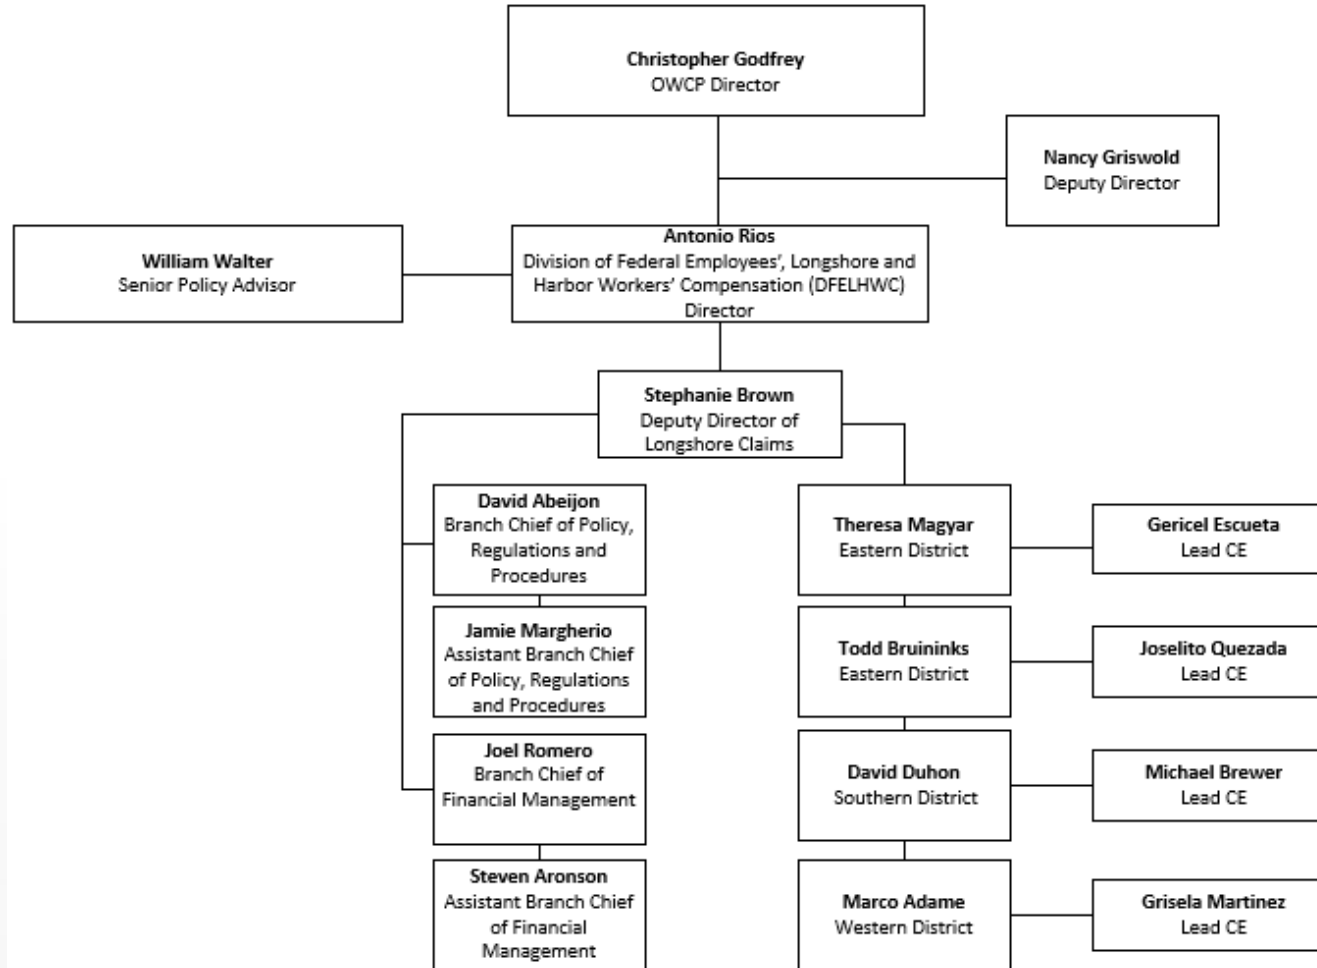 Christopher Godfrey
OWCP Director
Nancy Griswold
Deputy Director
William Walter
Senior Policy Advisor
Antonio Rios
Division of Federal Employees’, Longshore and
Harbor Workers’ Compensation (DFELHWC)
Director
Stephanie Brown
Deputy Director of
Longshore Claims
David Abeijon
Branch Chief of Policy,
Regulations and
Procedures
Jamie Margherio
Assistant Branch Chief
of Policy, Regulations
and Procedures
Joel Romero
Branch Chief of
Financial Management
Steven Aronson
Assistant Branch Chief
of Financial
Management
Theresa Magyar
Eastern District
Gericel Escueta
Lead CE
Todd Bruininks
Eastern District
Joselito Quezada
Lead CE
David Duhon
Southern District
Michael Brewer
Lead CE
Marco Adame
Western District
Grisela Martinez
Lead CE